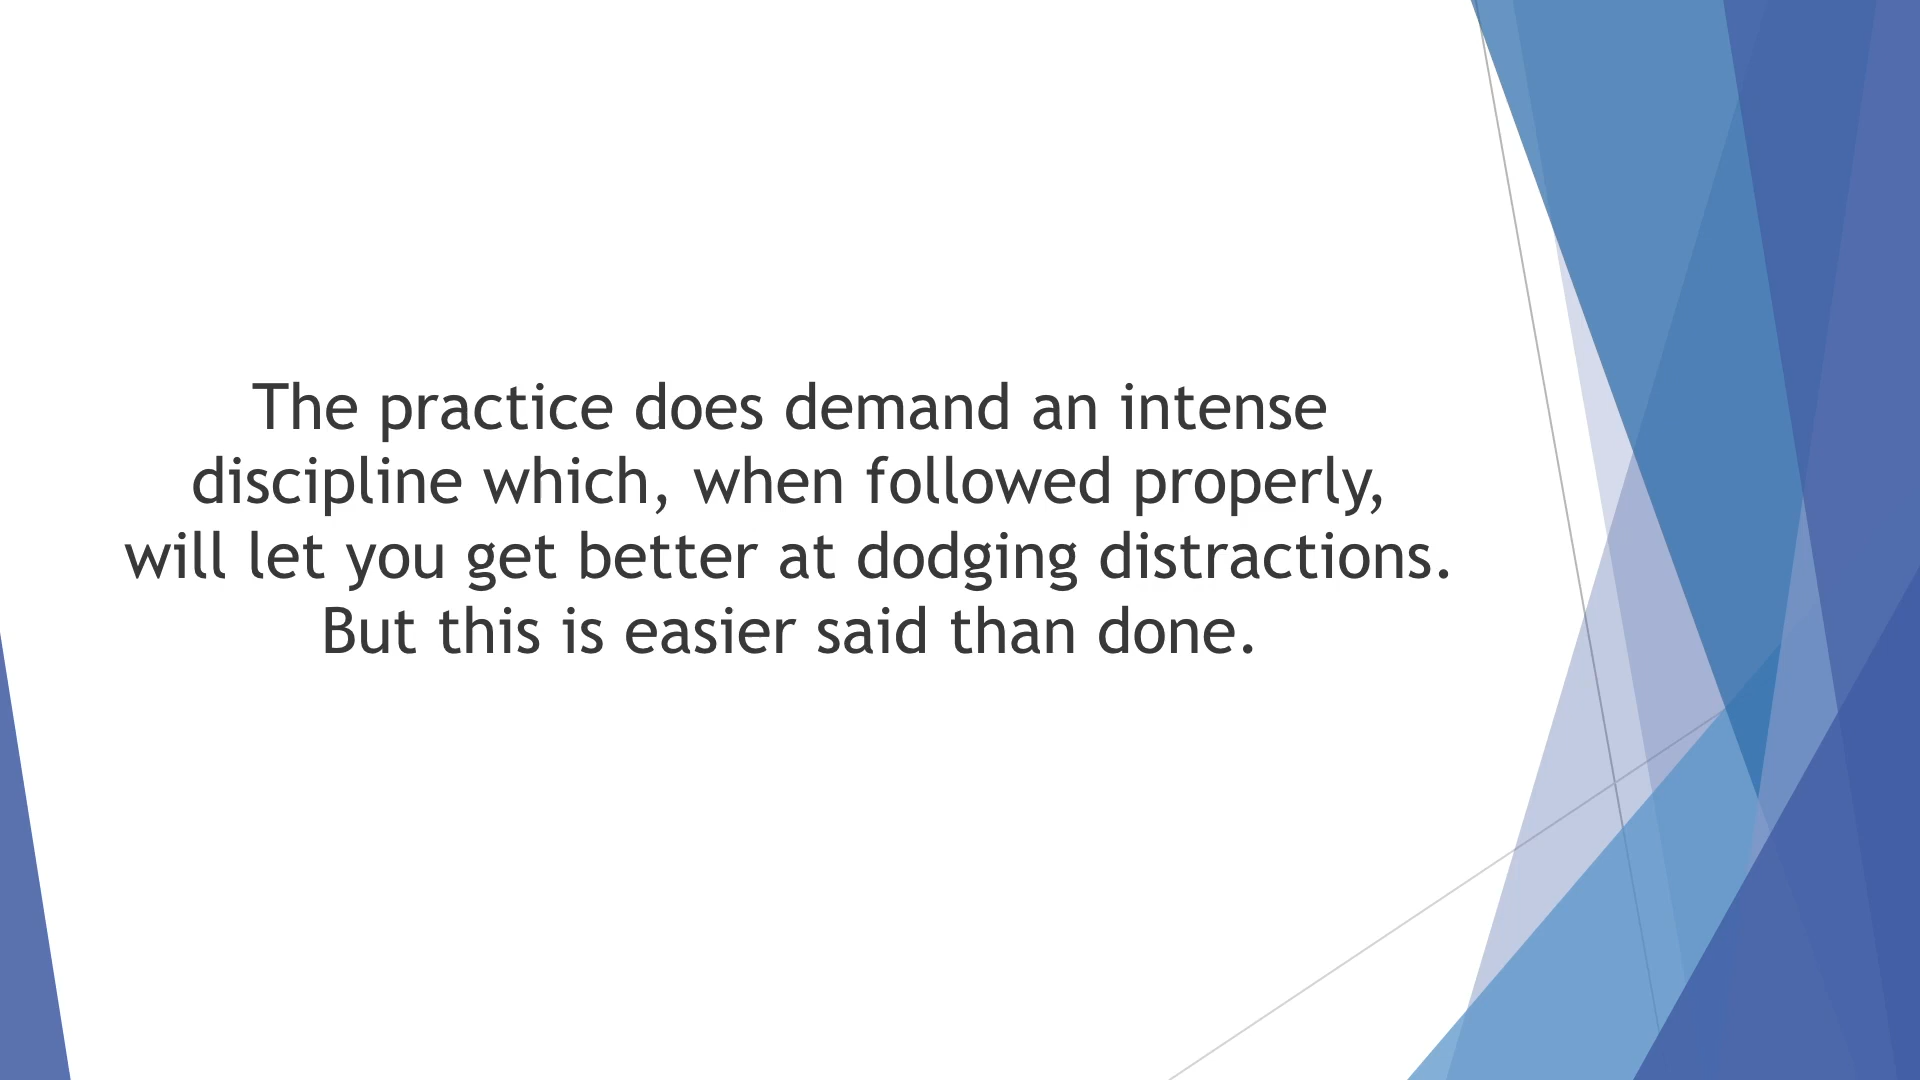 The practice does demand an intense
discipline which, when followed properly,
will let you get better at dodging distractions.
But this is easier said than done.